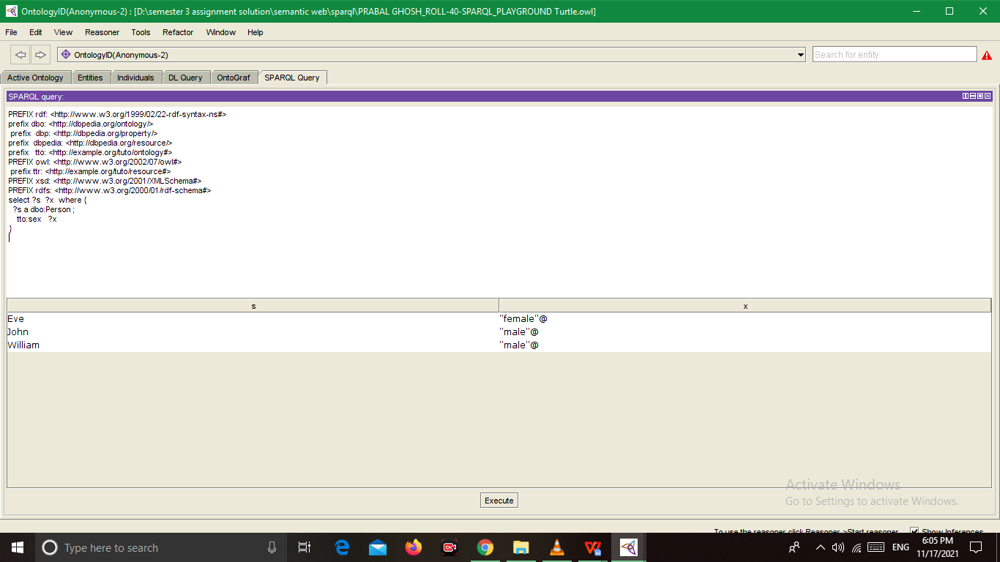 OntologyID(Anonymous-2) : [D:\semester 3 assignment solution\semantic web\sparql\PRABAL GHOSH_ROLL-40-SPARQL_PLAYGROUND Turtle.owl]
File Edit View Reasoner Tools Refactor Window Help
OntologyID(Anonymous-2)
Search for entity
Active Ontology Entities Individuals DL Query OntoGraf SPARQL Query
SPARQL query:
PREFIX rdf: <http://www.w3.org/1999/02/22-rdf-syntax-ns#>
prefix dbo: <http://dbpedia.org/ontology/>
prefix  dbp: <http://dbpedia.org/property/>
prefix  dbpedia: <http://dbpedia.org/resource/>
prefix   tto: <http://example.org/tuto/ontology#>
PREFIX owl: <http://www.w3.org/2002/07/owl#>
prefix ttr: <http://example.org/tuto/resource#>
PREFIX xsd: <http://www.w3.org/2001/XMLSchema#>
PREFIX rdfs: <http://www.w3.org/2000/01/rdf-schema#>
select ?s  ?x  where {
?s a dbo:Person ;
tto:sex   ?x
}
s x
Eve "female"@
John "male"@
William "male"@
Activate Windows
Go to Settings to activate Windows.
Execute
To use the reasoner click Reasoner->Start reasoner Show Inferences
Type here to search
ENG
6:05 PM
11/17/2021